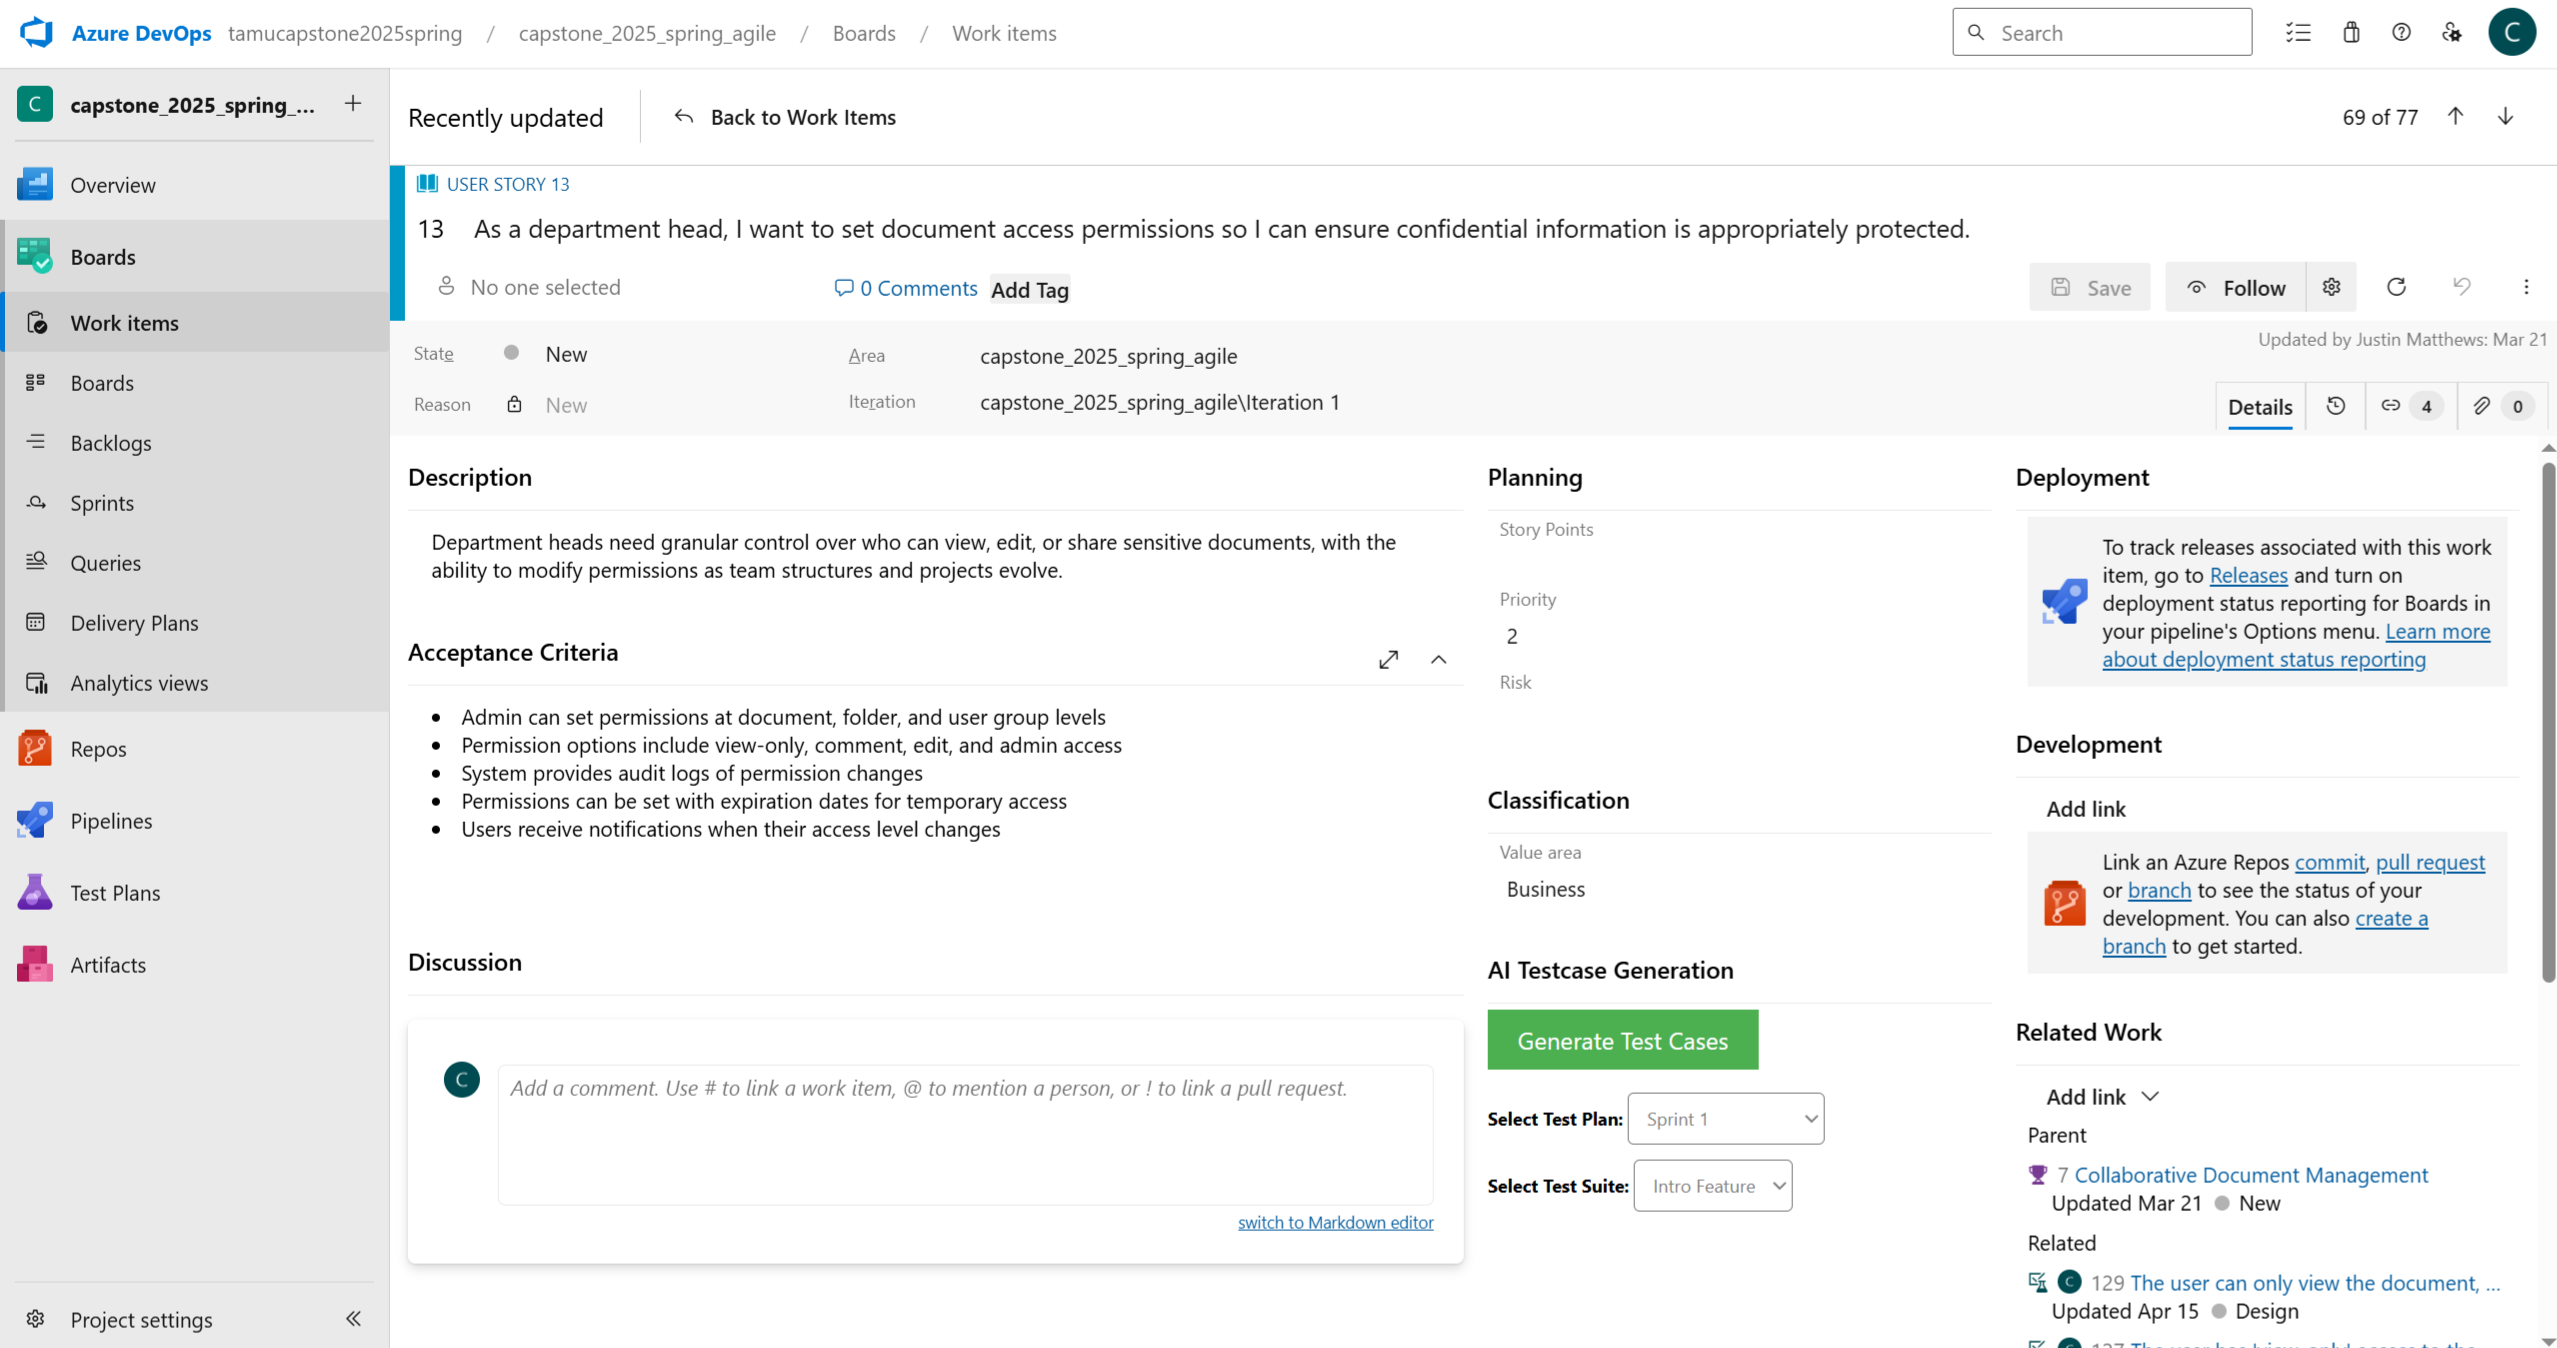 Azure DevOps tamucapstone2025spring / capstone_2025_spring_agile / Boards / Work items
Search
C
C capstone_2025_spring_... +
Overview
Boards
Work items
Boards
Backlogs
Sprints
Queries
Delivery Plans
Analytics views
Repos
Pipelines
Test Plans
Artifacts
Project settings
Recently updated
Back to Work Items
69 of 77
USER STORY 13
13 As a department head, I want to set document access permissions so I can ensure confidential information is appropriately protected.
No one selected
0 Comments
Add Tag
Save
Follow
State New
Reason New
Area capstone_2025_spring_agile
Iteration capstone_2025_spring_agile\Iteration 1
Updated by Justin Matthews: Mar 21
Details
4
0
Description
Department heads need granular control over who can view, edit, or share sensitive documents, with the
ability to modify permissions as team structures and projects evolve.
Acceptance Criteria
• Admin can set permissions at document, folder, and user group levels
• Permission options include view-only, comment, edit, and admin access
• System provides audit logs of permission changes
• Permissions can be set with expiration dates for temporary access
• Users receive notifications when their access level changes
Discussion
C
Add a comment. Use # to link a work item, @ to mention a person, or ! to link a pull request.
switch to Markdown editor
Planning
Story Points
Priority
2
Risk
Classification
Value area
Business
AI Testcase Generation
Generate Test Cases
Select Test Plan: Sprint 1
Select Test Suite: Intro Feature
Deployment
To track releases associated with this work
item, go to Releases and turn on
deployment status reporting for Boards in
your pipeline's Options menu. Learn more
about deployment status reporting
Development
Add link
Link an Azure Repos commit, pull request
or branch to see the status of your
development. You can also create a
branch to get started.
Related Work
Add link
Parent
7 Collaborative Document Management
Updated Mar 21 New
Related
C 129 The user can only view the document, ...
Updated Apr 15 Design